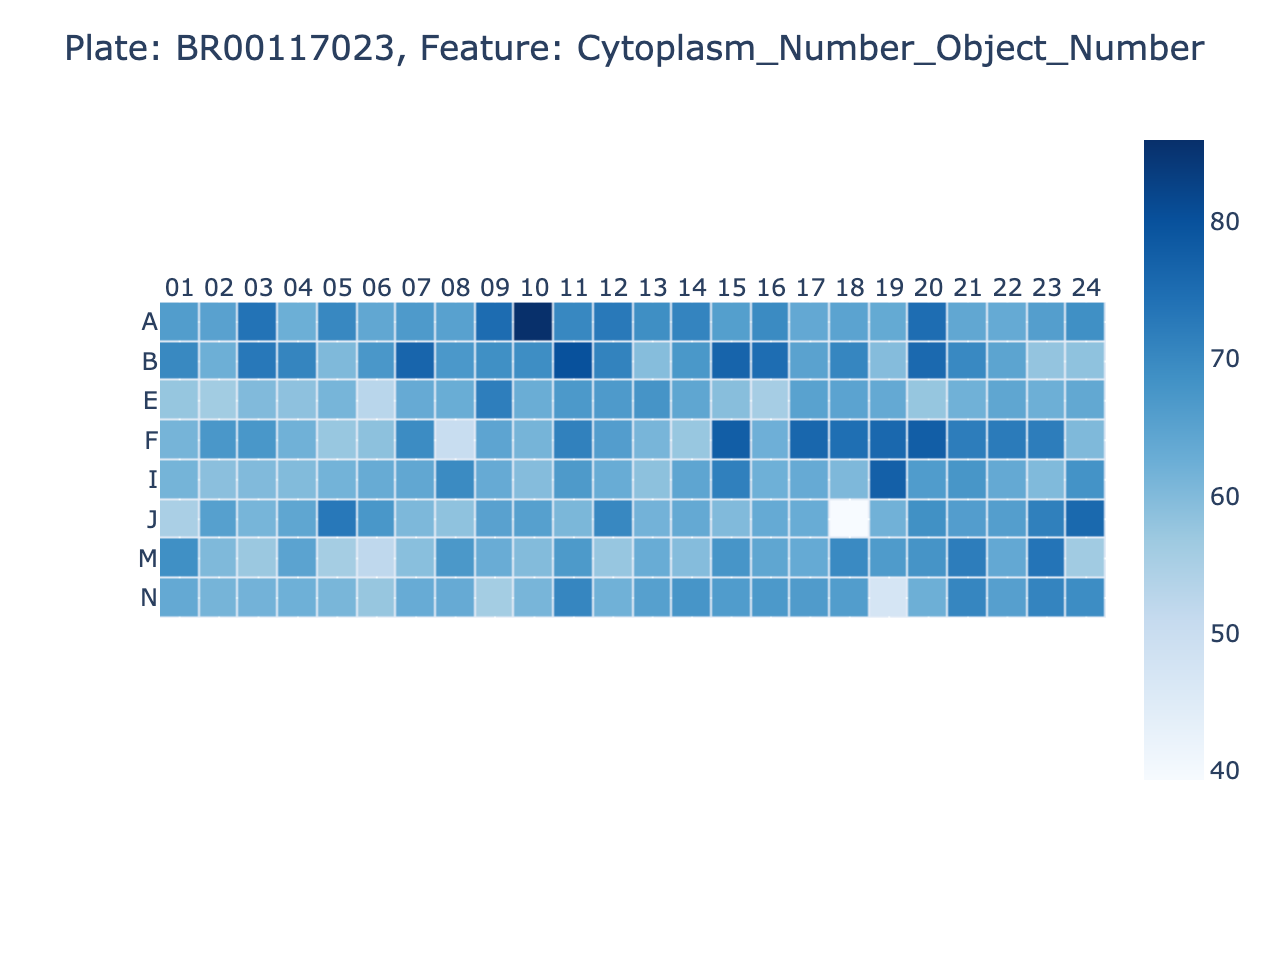 Plate: BR00117023, Feature: Cytoplasm_Number_Object_Number
01 02 03 04 05 06 07 08 09 10 11 12 13 14 15 16 17 18 19 20 21 22 23 24
A
B
E
F
I
J
M
N
80
70
60
50
40